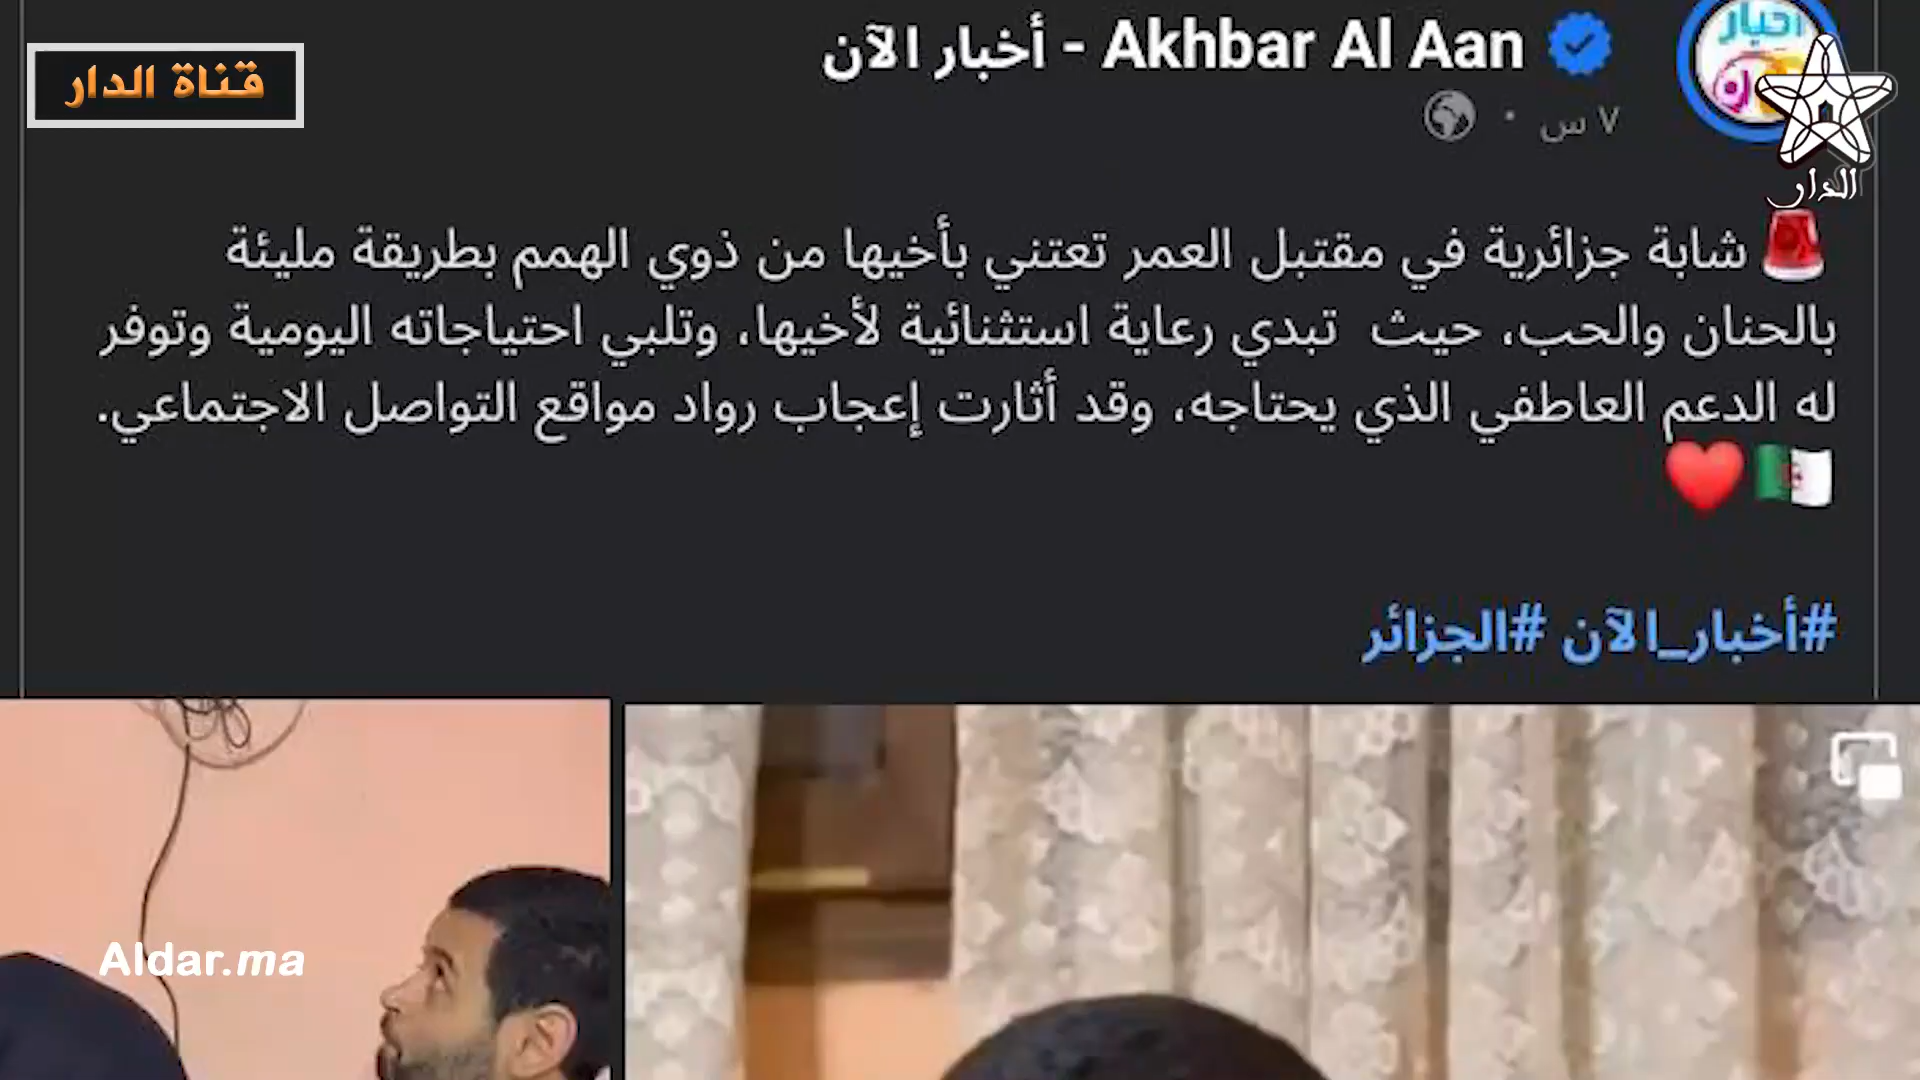 قناة الدار
أخبار الآن - Akhbar Al Aan
٧ س
أخبار
الدار
شابة جزائرية في مقتبل العمر تعتني بأخيها من ذوي الهمم بطريقة مليئة
بالحنان والحب، حيث تبدي رعاية استثنائية لأخيها، وتلبي احتياجاته اليومية وتوفر
له الدعم العاطفي الذي يحتاجه، وقد أثارت إعجاب رواد مواقع التواصل الاجتماعي.
#أخبار_الآن #الجزائر
Aldar.ma